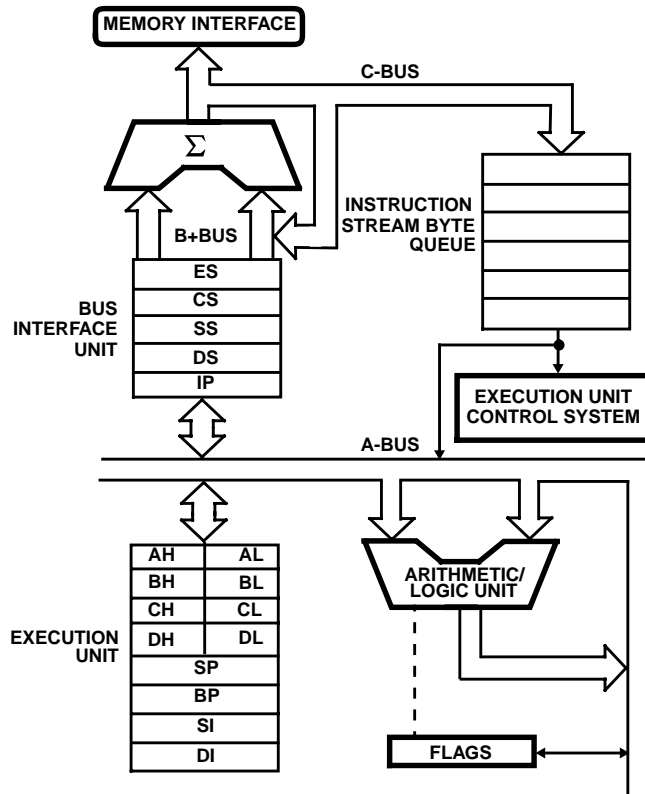 MEMORY INTERFACE
C-BUS
Σ
INSTRUCTION
STREAM BYTE
QUEUE
B+BUS
ES
CS
SS
DS
IP
BUS
INTERFACE
UNIT
EXECUTION UNIT
CONTROL SYSTEM
A-BUS
AH AL
BH BL
CH CL
DH DL
SP
BP
SI
DI
EXECUTION
UNIT
ARITHMETIC/
LOGIC UNIT
FLAGS